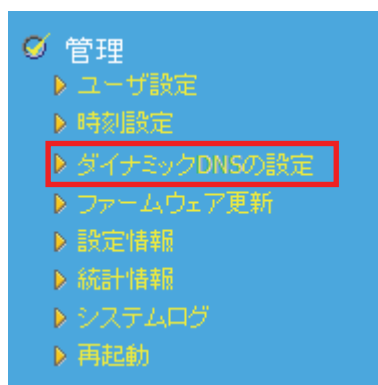 管理
ユーザ設定
時刻設定
ダイナミックDNSの設定
ファームウェア更新
設定情報
統計情報
システムログ
再起動